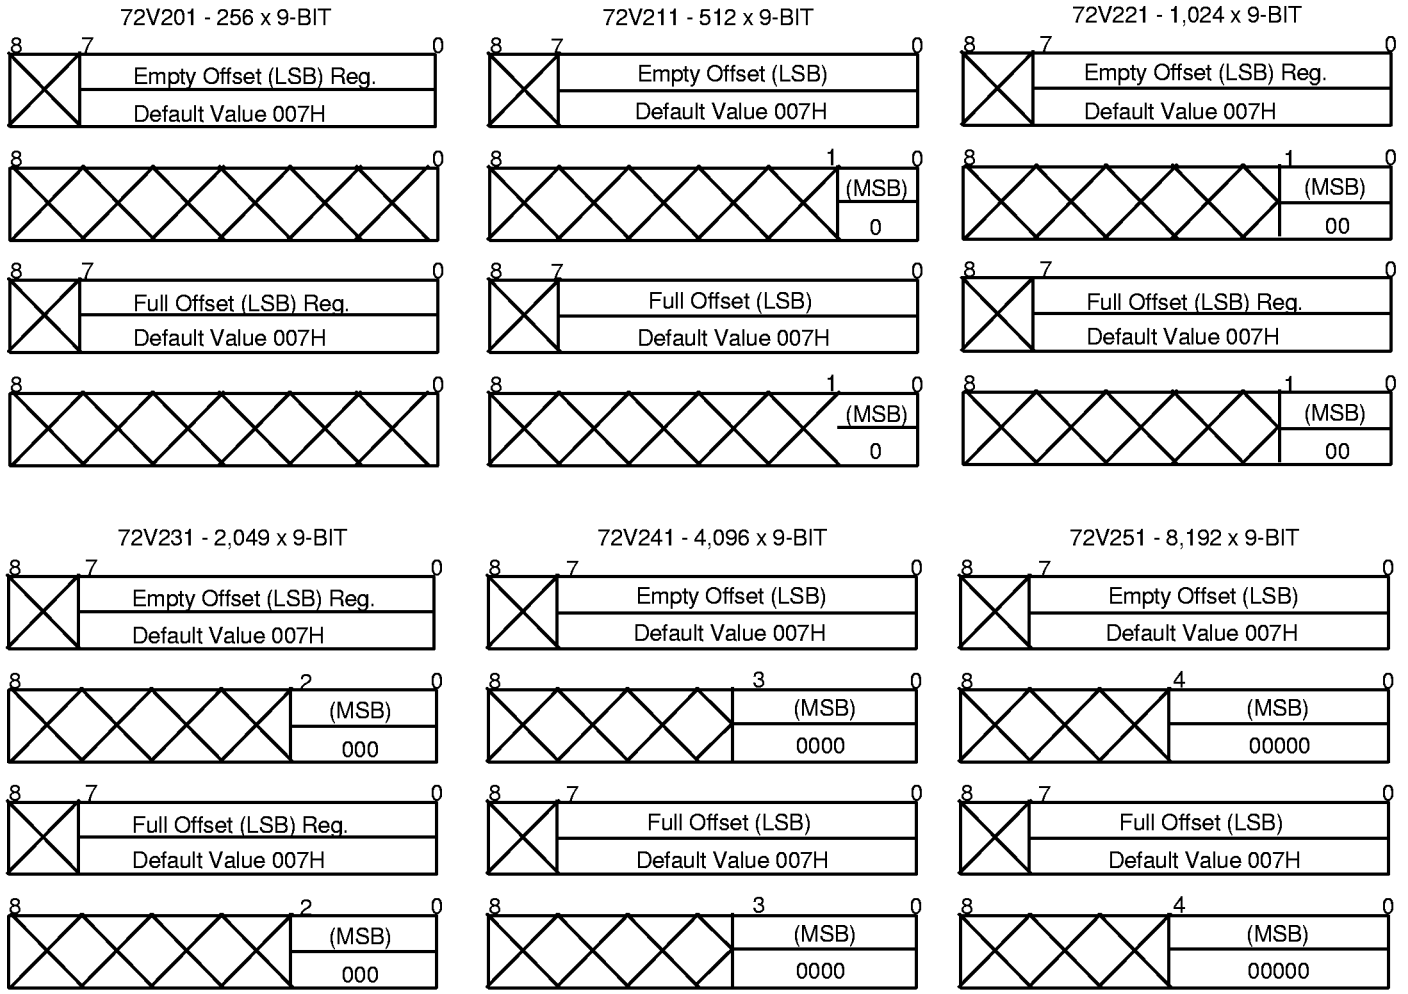 72V201 - 256 x 9-BIT
8 7 0
Empty Offset (LSB) Reg.
Default Value 007H
8 0
8 7 0
Full Offset (LSB) Reg.
Default Value 007H
8 0
72V211 - 512 x 9-BIT
8 7 0
Empty Offset (LSB)
Default Value 007H
8 1 0
(MSB)
0
8 7 0
Full Offset (LSB)
Default Value 007H
8 1 0
(MSB)
0
72V221 - 1,024 x 9-BIT
8 7 0
Empty Offset (LSB) Reg.
Default Value 007H
8 1 0
(MSB)
00
8 7 0
Full Offset (LSB) Reg.
Default Value 007H
8 1 0
(MSB)
00
72V231 - 2,049 x 9-BIT
8 7 0
Empty Offset (LSB) Reg.
Default Value 007H
8 2 0
(MSB)
000
8 7 0
Full Offset (LSB) Reg.
Default Value 007H
8 2 0
(MSB)
000
72V241 - 4,096 x 9-BIT
8 7 0
Empty Offset (LSB)
Default Value 007H
8 3 0
(MSB)
0000
8 7 0
Full Offset (LSB)
Default Value 007H
8 3 0
(MSB)
0000
72V251 - 8,192 x 9-BIT
8 7 0
Empty Offset (LSB)
Default Value 007H
8 4 0
(MSB)
00000
8 7 0
Full Offset (LSB)
Default Value 007H
8 4 0
(MSB)
00000